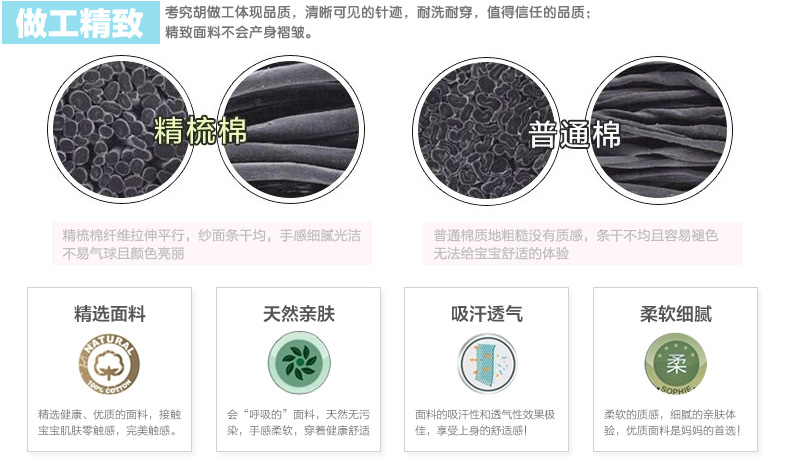 做工精致
考究胡做工体现品质，清晰可见的针迹，耐洗耐穿，值得信任的品质；
精致面料不会产身褶皱。
精梳棉
普通棉
精梳棉纤维拉伸平行，纱面条干均，手感细腻光洁
不易气球且颜色亮丽
普通棉质地粗糙没有质感，条干不均且容易褪色
无法给宝宝舒适的体验
精选面料
NATURAL
100% COTTON
精选健康、优质的面料，接触
宝宝肌肤零触感，完美触感。
天然亲肤
会“呼吸的”面料，天然无污
染，手感柔软，穿着健康舒适
吸汗透气
面料的吸汗性和透气性效果极
佳，享受上身的舒适感！
柔软细腻
柔
SOPHIE
柔软的质感，细腻的亲肤体
验，优质面料是妈妈的首选！